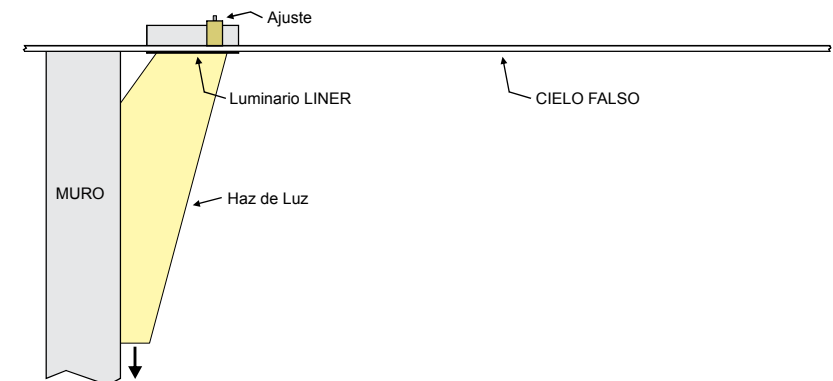 Ajuste
Luminario LINER
CIELO FALSO
MURO
Haz de Luz